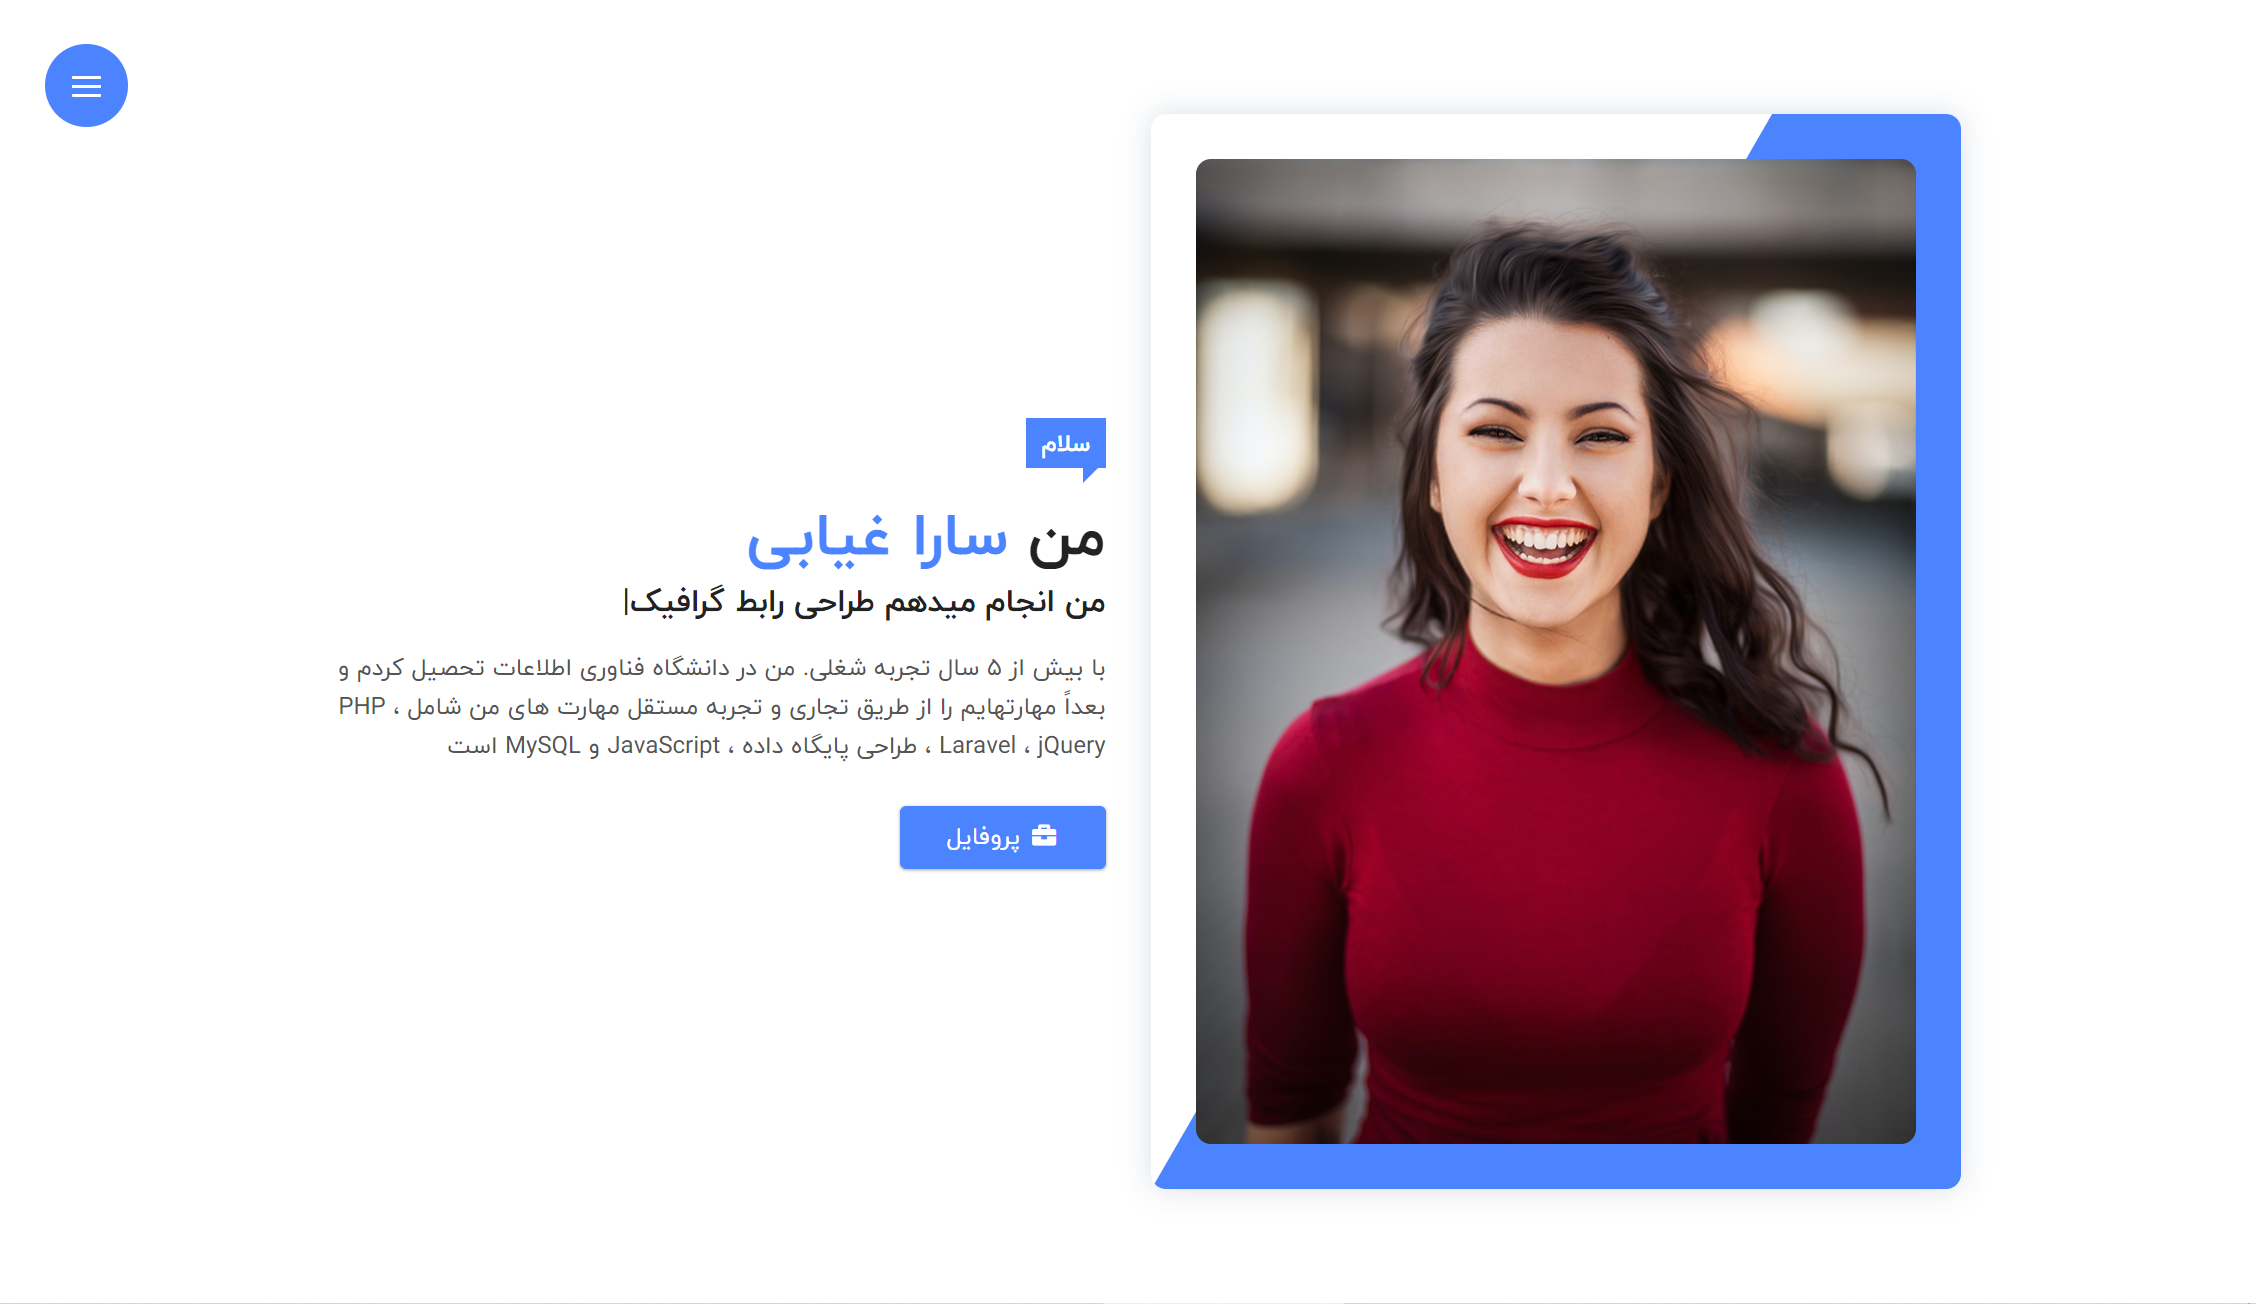 سلام
من سارا غیابی
من انجام میدهم طراحی رابط گرافیک|
با بیش از ۵ سال تجربه شغلی. من در دانشگاه فناوری اطلاعات تحصیل کردم و
بعداً مهارتهایم را از طریق تجاری و تجربه مستقل مهارت های من شامل PHP ،
Laravel ، jQuery ، طراحی پایگاه داده ، JavaScript و MySQL است
پروفایل